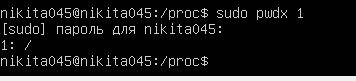 nikita045@nikita045:/proc$ sudo pwdx 1
[sudo] пароль для nikita045:
1: /
nikita045@nikita045:/proc$